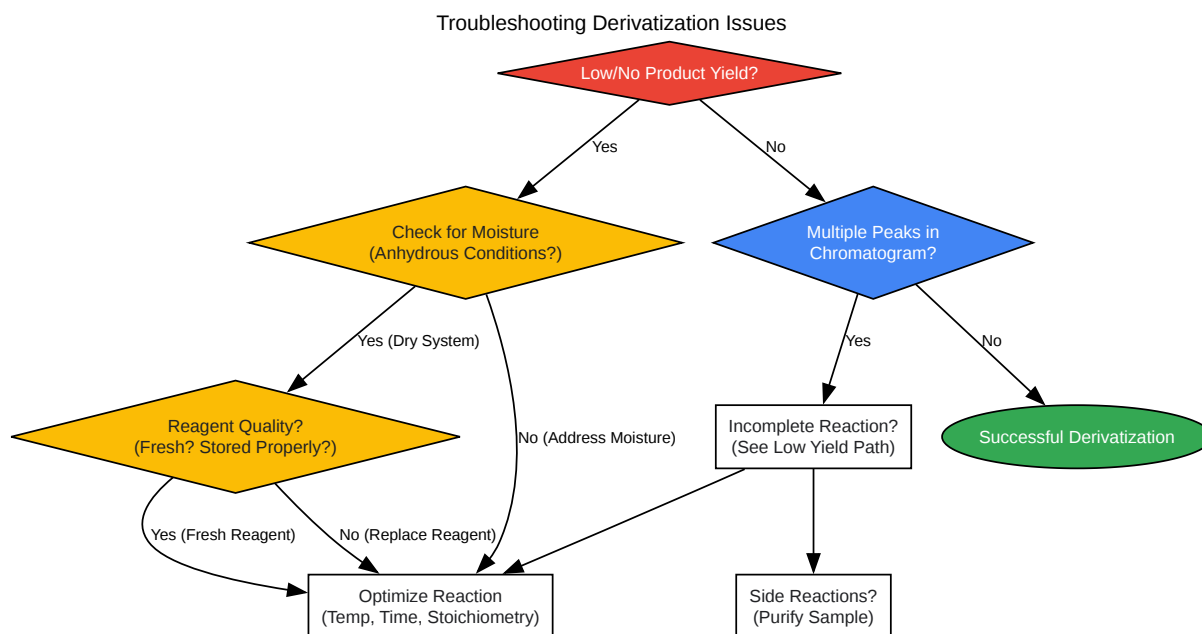 Troubleshooting Derivatization Issues
Low/No Product Yield?
Yes
No
Check for Moisture
(Anhydrous Conditions?)
Multiple Peaks in
Chromatogram?
Yes (Dry System)
Yes
No
Reagent Quality?
(Fresh? Stored Properly?)
No (Address Moisture)
Incomplete Reaction?
(See Low Yield Path)
Successful Derivatization
Yes (Fresh Reagent)
No (Replace Reagent)
Optimize Reaction
(Temp, Time, Stoichiometry)
Side Reactions?
(Purify Sample)